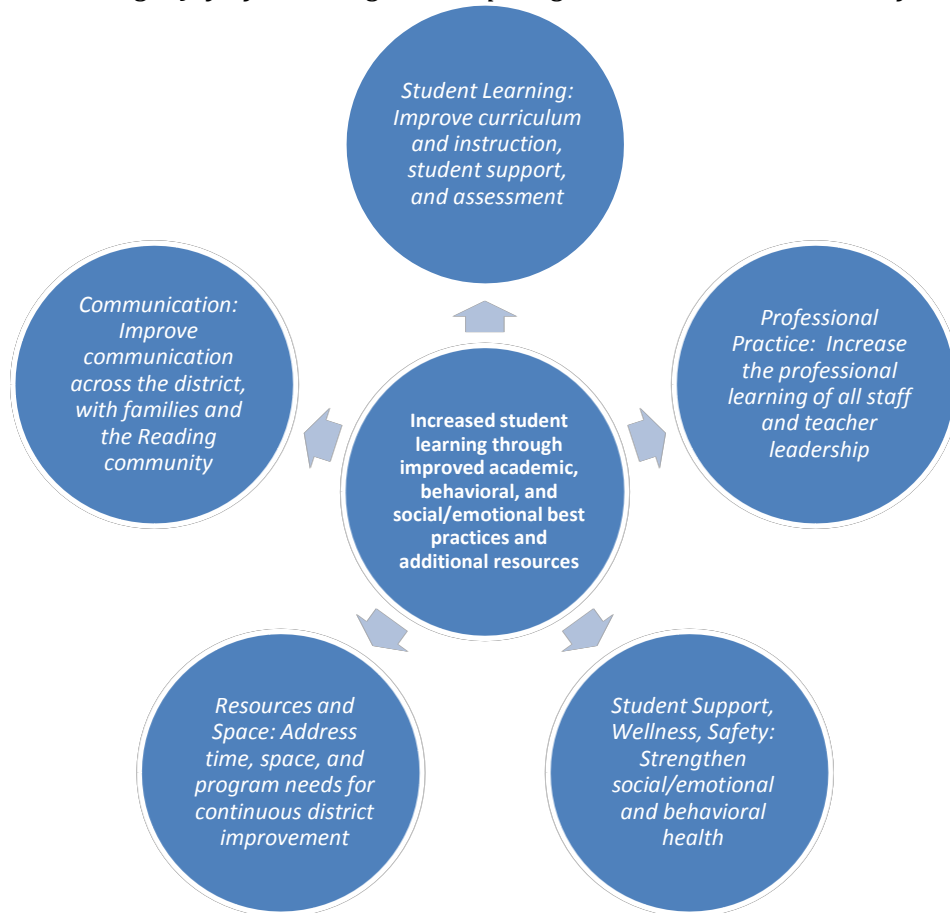 Student Learning:
Improve curriculum
and instruction,
student support,
and assessment
Communication:
Improve
communication
across the district,
with families and
the Reading
community
Professional
Practice:  Increase
the professional
learning of all staff
and teacher
leadership
Increased student
learning through
improved academic,
behavioral, and
social/emotional best
practices and
additional resources
Resources and
Space: Address
time, space, and
program needs for
continuous district
improvement
Student Support,
Wellness, Safety:
Strengthen
social/emotional
and behavioral
health